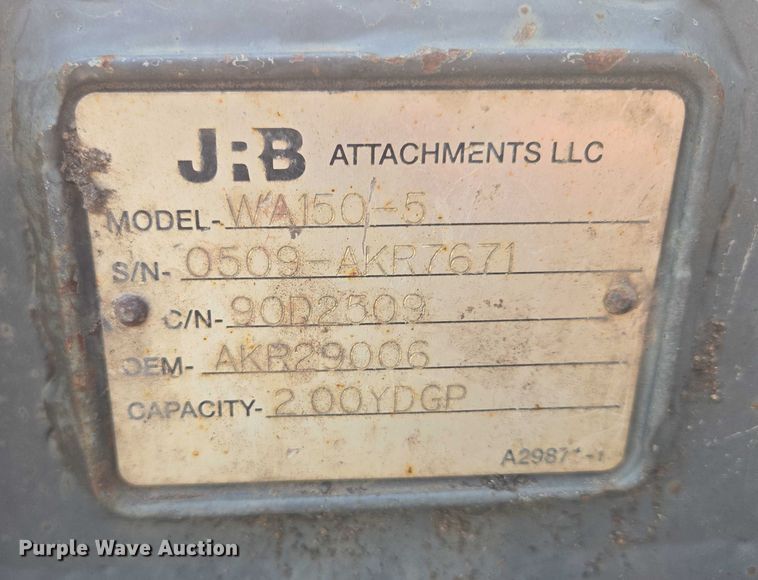 JRB ATTACHMENTS LLC
MODEL- WA150-5
S/N- 0509-AKR7671
C/N- 90D2509
OEM- AKR29006
CAPACITY- 2.00YDGP
Purple Wave Auction